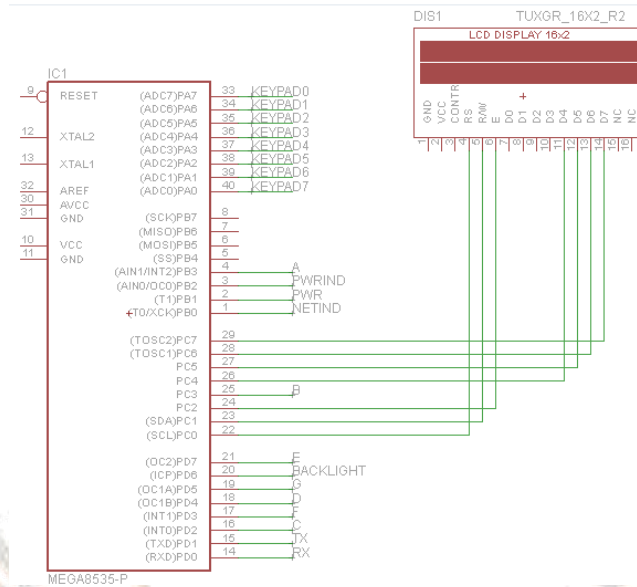 DIS1 TUXGR_16X2_R2
LCD DISPLAY 16x2
GND
VCC
CONTR
RS
R/W
E
D0
D1
D2
D3
D4
D5
D6
D7
NC
NC
1 2 3 4 5 6 7 8 9 10 11 12 13 14 15 16
IC1
9 RESET (ADC7)PA7 33 KEYPAD0
(ADC6)PA6 34 KEYPAD1
(ADC5)PA5 35 KEYPAD2
12 XTAL2 (ADC4)PA4 36 KEYPAD3
(ADC3)PA3 37 KEYPAD4
13 XTAL1 (ADC2)PA2 38 KEYPAD5
(ADC1)PA1 39 KEYPAD6
32 AREF (ADC0)PA0 40 KEYPAD7
30 AVCC
31 GND (SCK)PB7 8
(MISO)PB6 7
10 VCC (MOSI)PB5 6
11 GND (SS)PB4 5
(AIN1/INT2)PB3 4 A
(AIN0/OC0)PB2 3 PWRIND
(T1)PB1 2 PWR
(T0/XCK)PB0 1 NETIND
(TOSC2)PC7 29
(TOSC1)PC6 28
PC5 27
PC4 26
PC3 25 B
PC2 24
(SDA)PC1 23
(SCL)PC0 22
(OC2)PD7 21 E
(ICP)PD6 20 BACKLIGHT
(OC1A)PD5 19 G
(OC1B)PD4 18 D
(INT1)PD3 17 F
(INT0)PD2 16 C
(TXD)PD1 15 TX
(RXD)PD0 14 RX
MEGA8535-P